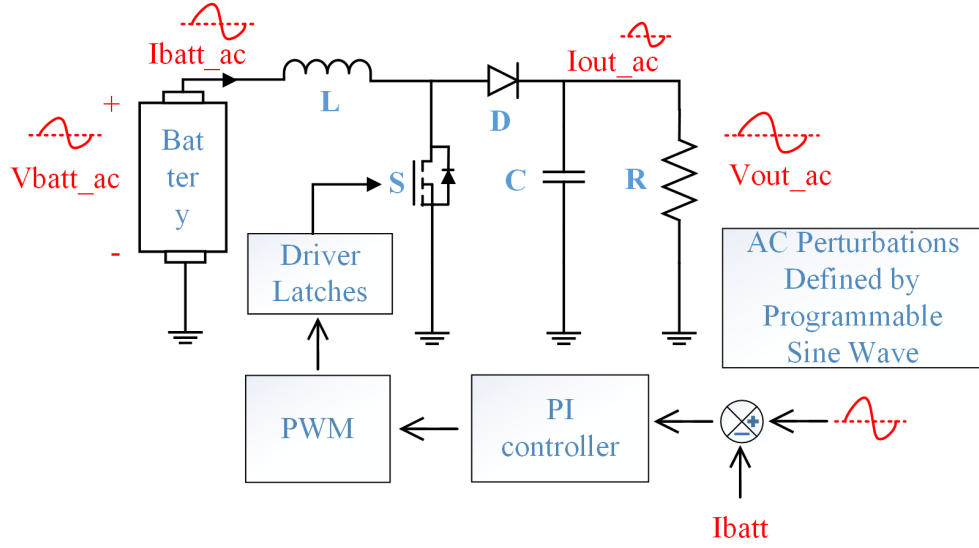 Ibatt_ac
Iout_ac
L
D
+
Bat
ter
y
Vbatt_ac
-
S
C
R
Vout_ac
Driver
Latches
AC Perturbations
Defined by
Programmable
Sine Wave
PWM
PI
controller
+
-
Ibatt